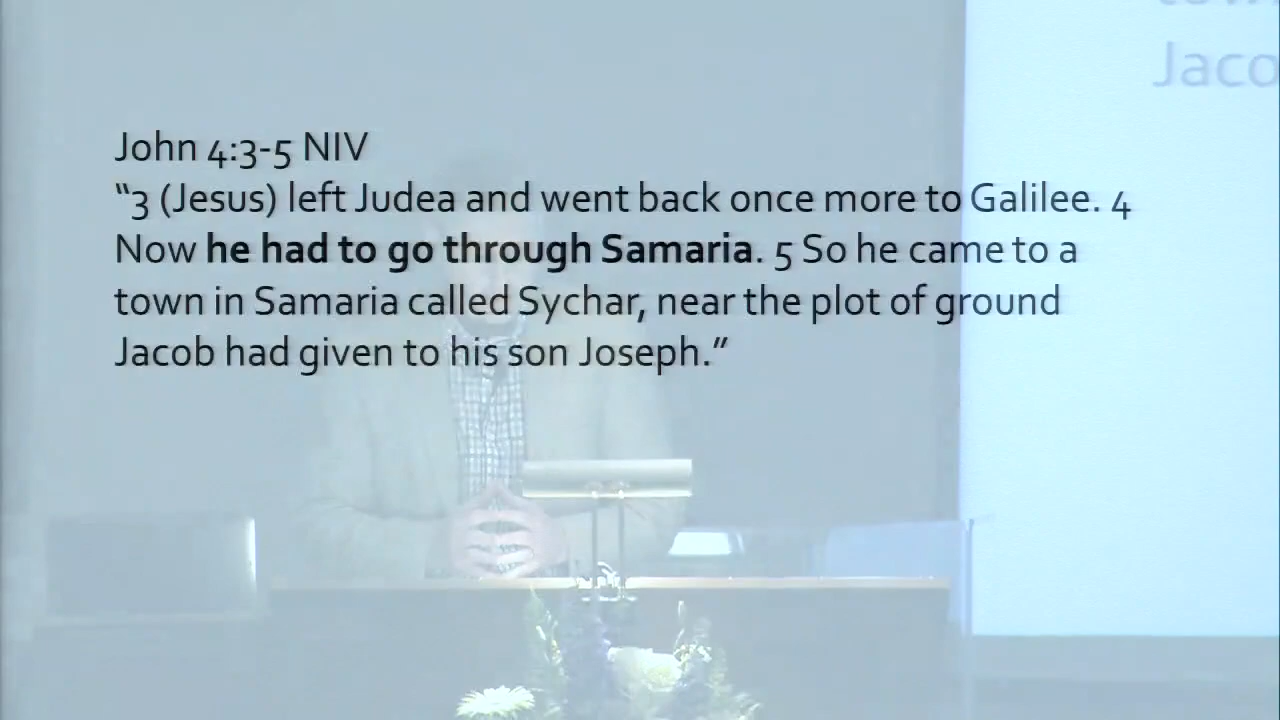 John 4:3-5 NIV
“3 (Jesus) left Judea and went back once more to Galilee. 4
Now he had to go through Samaria. 5 So he came to a
town in Samaria called Sychar, near the plot of ground
Jacob had given to his son Joseph.”